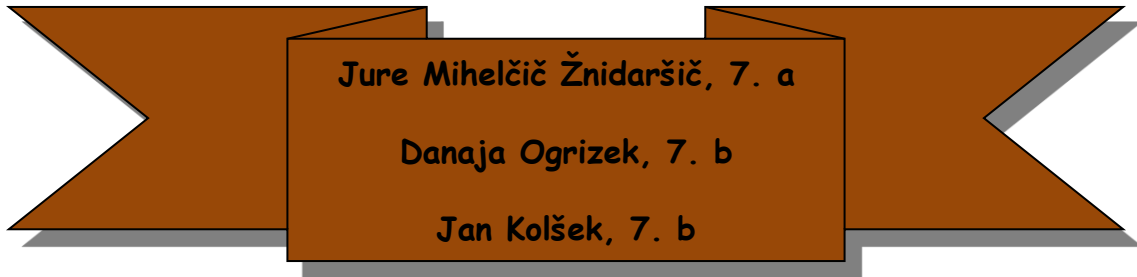 Jure Mihelčič Žnidaršič, 7. a
Danaja Ogrizek, 7. b
Jan Kolšek, 7. b